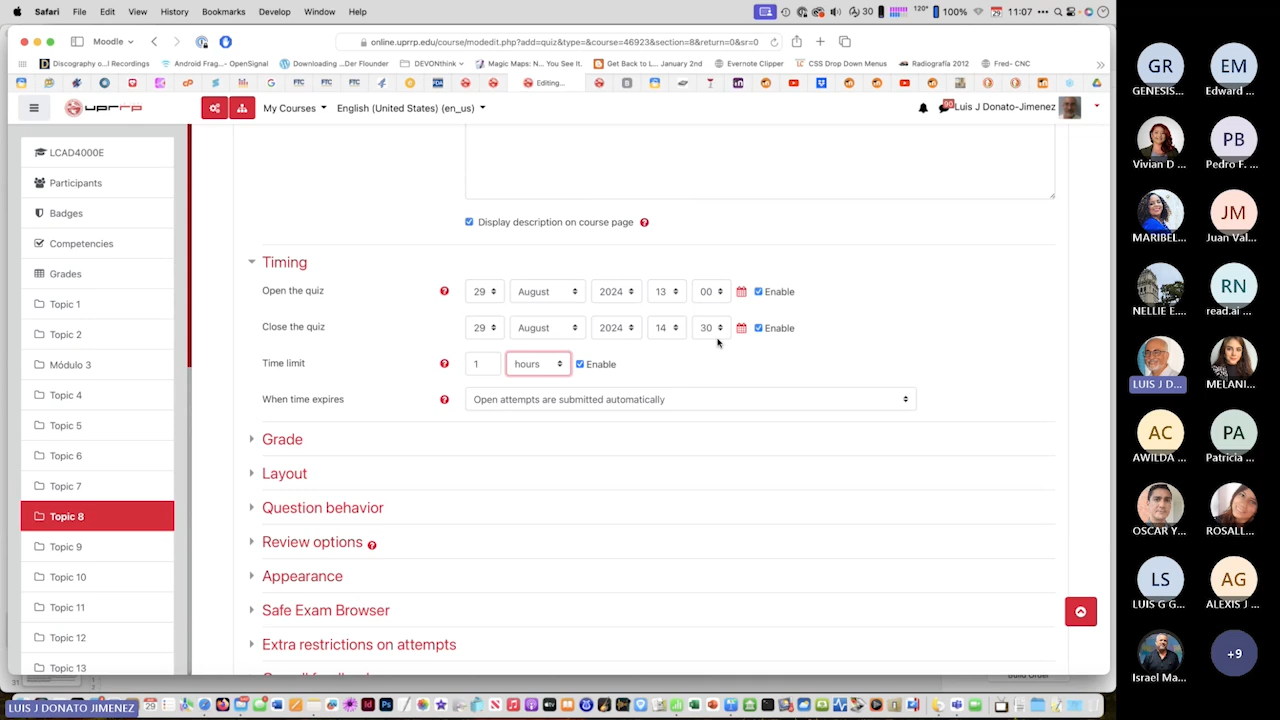 Safari File Edit View History Bookmarks Develop Window Help 30 120° 100% 29 11:07
Moodle online.uprrp.edu/course/modedit.php?add=quiz&type=&course=46923&section=8&return=0&sr=0
Discography o...l Recordings Android Frag...OpenSignal Downloading ...Der Flounder DEVONthink Magic Maps: N... You See It. Get Back to L... January 2nd Evernote Clipper CSS Drop Down Menus Radiografía 2012 Fred- CNC
Editing...
uprrp My Courses English (United States) (en_us) 90 Luis J Donato-Jimenez
LCAD4000E
Participants
Badges
Competencies
Grades
Topic 1
Topic 2
Módulo 3
Topic 4
Topic 5
Topic 6
Topic 7
Topic 8
Topic 9
Topic 10
Topic 11
Topic 12
Topic 13
Display description on course page
Timing
Open the quiz 29 August 2024 13 00 Enable
Close the quiz 29 August 2024 14 30 Enable
Time limit 1 hours Enable
When time expires Open attempts are submitted automatically
Grade
Layout
Question behavior
Review options
Appearance
Safe Exam Browser
Extra restrictions on attempts
Build Order
LUIS J DONATO JIMENEZ
GR EM
GENESIS... Edward ...
PB
Vivian D ... Pedro F. ...
JM
MARIBEL... Juan Val...
RN
NELLIE E.... read.ai ...
LUIS J D... MELANI...
AC PA
AWILDA ... Patricia ...
OSCAR Y... ROSALL...
LS AG
LUIS G G... ALEXIS J ...
+9
Israel Ma...